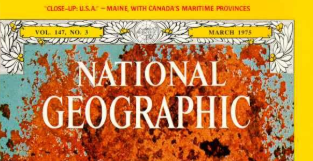 "CLOSE-UP: U.S.A." – MAINE, WITH CANADA'S MARITIME PROVINCES
VOL. 147, NO. 3 MARCH 1975
NATIONAL
GEOGRAPHIC